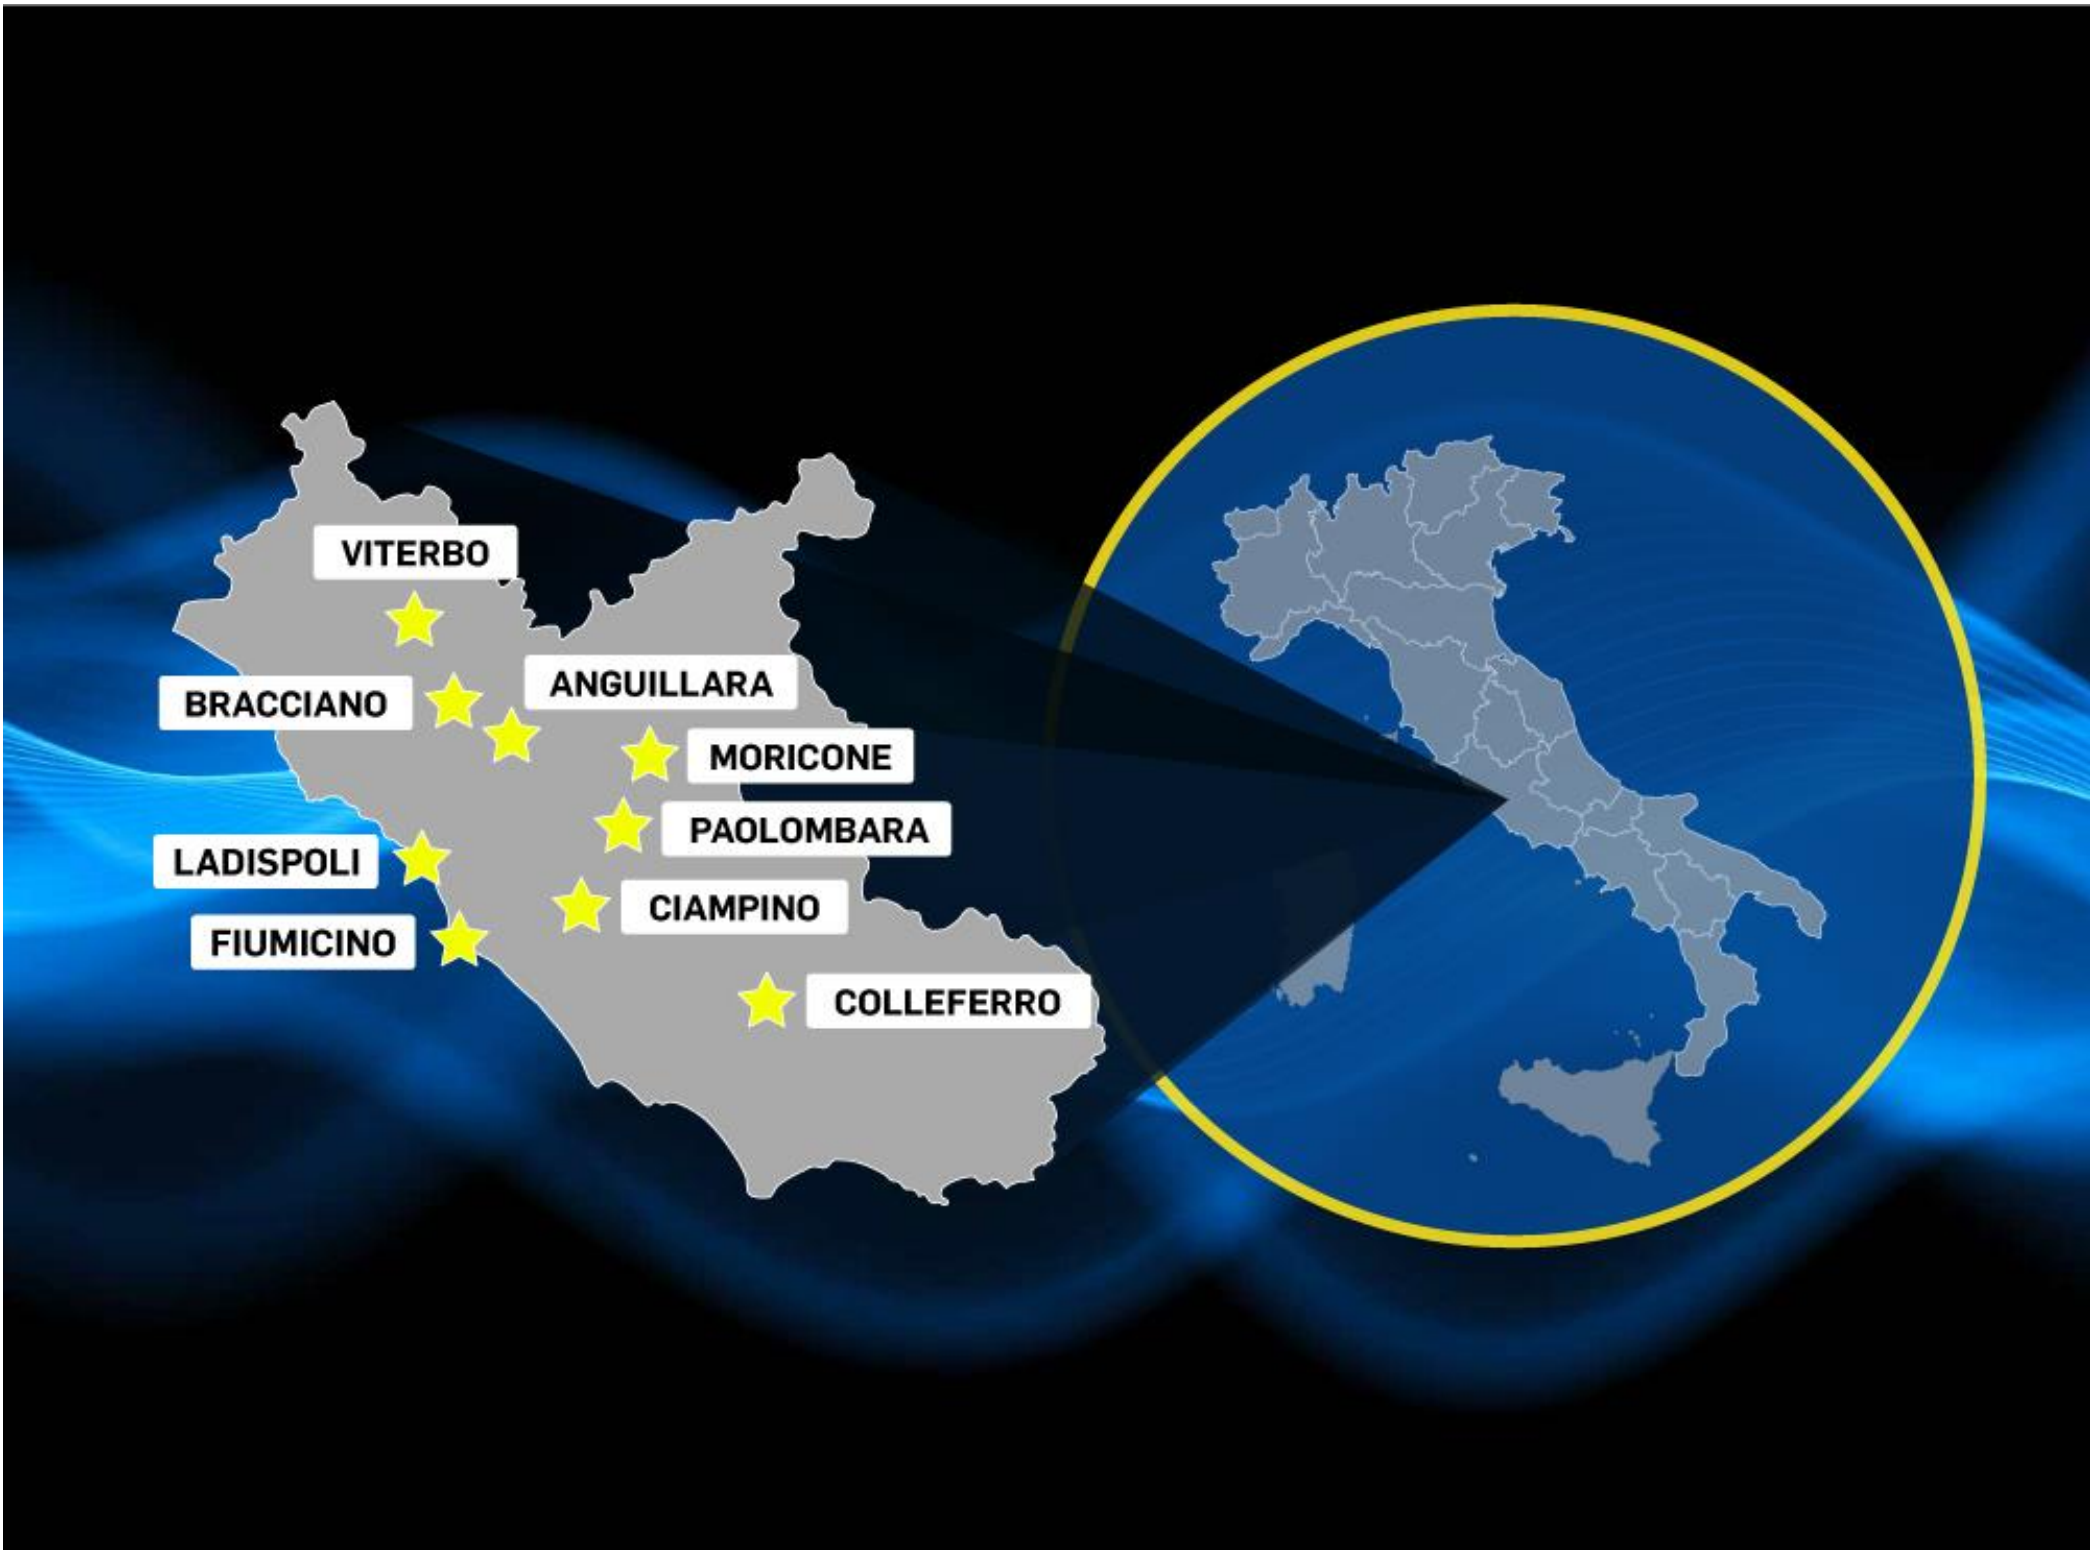 VITERBO
ANGUILLARA
BRACCIANO
MORICONE
PAOLOMBARA
LADISPOLI
CIAMPINO
FIUMICINO
COLLEFERRO